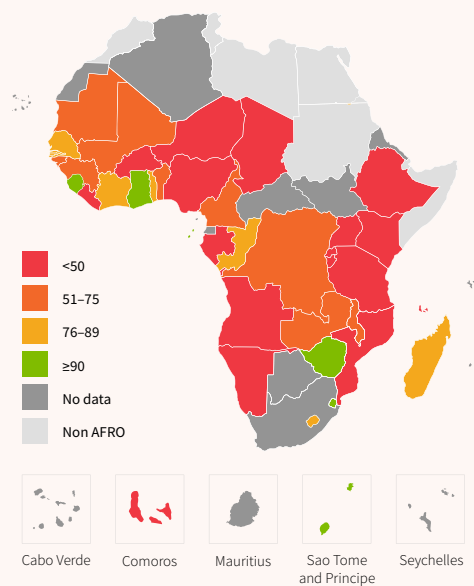 <50
51–75
76–89
≥90
No data
Non AFRO
Cabo Verde
Comoros
Mauritius
Sao Tome
and Principe
Seychelles